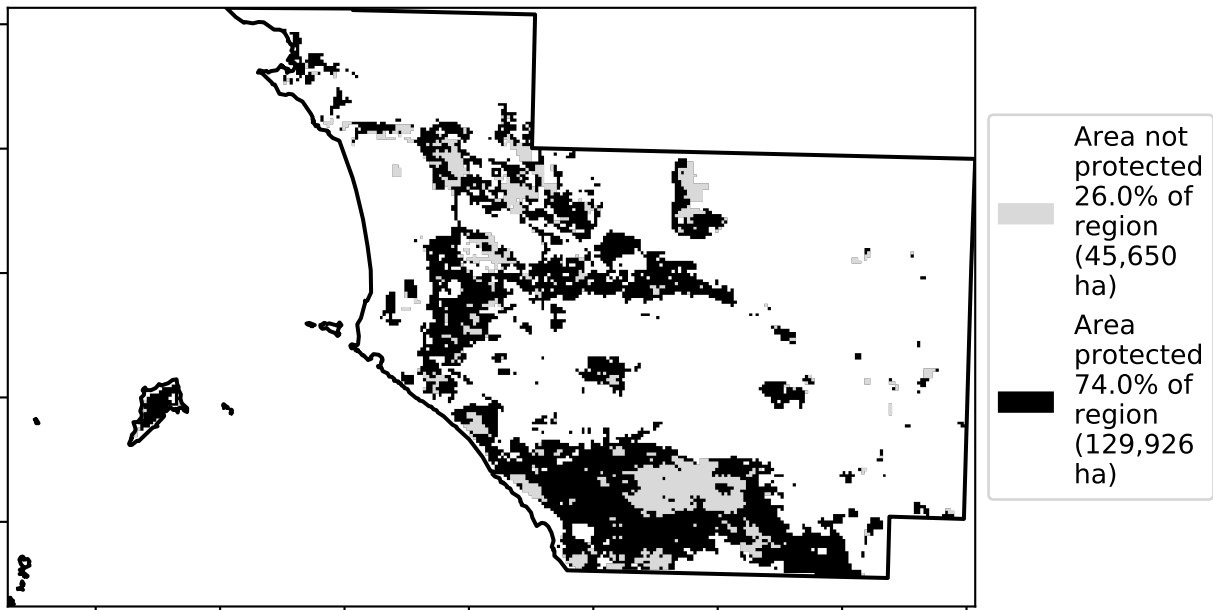 Area not
protected
26.0% of
region
(45,650
ha)
Area
protected
74.0% of
region
(129,926
ha)